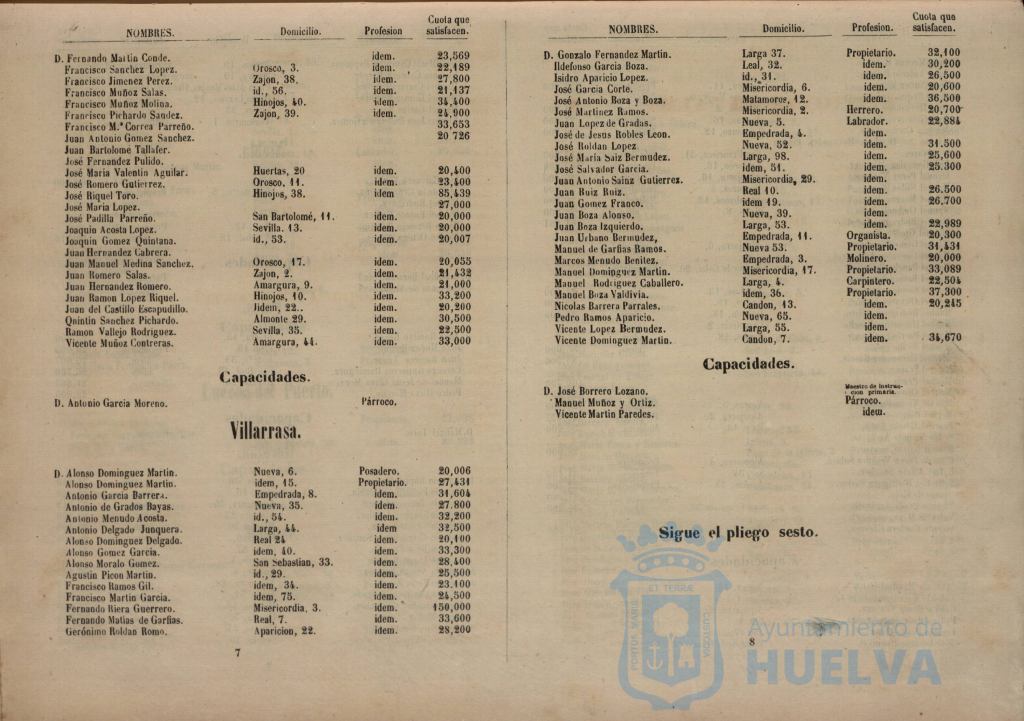 NOMBRES. Domicilio. Profesion Cuota que satisfacen.
D. Fernando Martin Conde. idem. 23,569
Francisco Sanchez Lopez. Orosco, 3. idem. 22,189
Francisco Jimenez Perez. Zajon, 38. idem. 27,800
Francisco Muñoz Salas. id., 56. idem. 21,137
Francisco Muñoz Molina. Hinojos, 40. idem. 34,400
Francisco Pichardo Sandez. Zajon, 39. idem. 24,900
Francisco M.ª Correa Parreño. 33,653
Juan Antonio Gomez Sanchez. 20 726
Juan Bartolome Tallafer.
José Fernandez Pulido.
José Maria Valentin Aguilar. Huertas, 20 idem. 20,400
José Romero Gutierrez. Orosco, 11. idem. 23,400
José Riquel Toro. Hinojos, 38. idem. 85,439
José Maria Lopez. 27,000
José Padilla Parreño. San Bartolomé, 11. idem. 20,000
Joaquin Acosta Lopez. Sevilla. 13. idem. 20,000
Joaquin Gomez Quintana. id., 53. idem. 20,007
Juan Hernandez Cabrera.
Juan Manuel Medina Sanchez. Orosco, 17. idem. 20,055
Juan Romero Salas. Zajon, 2. idem. 21,432
Juan Hernandez Romero. Amargura, 9. idem. 21,000
Juan Ramon Lopez Riquel. Hinojos, 10. idem. 33,200
Juan del Castillo Escapudillo. Jidem, 22.. idem. 20,200
Quintin Sanchez Pichardo. Almonte 29. idem. 30,500
Ramon Vallejo Rodriguez. Sevilla, 35. idem. 22,500
Vicente Muñoz Contreras. Amargura, 44. idem. 33,000
Capacidades.
D. Antonio Garcia Moreno. Párroco.
Villarrasa.
D. Alonso Dominguez Martin. Nueva, 6. Posadero. 20,006
Alonso Dominguez Martin. idem, 15. Propietario. 27,431
Antonio Garcia Barrera. Empedrada, 8. idem. 31,604
Antonio de Grados Bayas. Nueva, 35. idem. 27.800
Antonio Menudo Acosta. id., 54. idem. 32,200
Antonio Delgado Junquera. Larga, 44. idem 32,500
Alonso Dominguez Delgado. Real 24 idem. 20,100
Alonso Gomez Garcia. idem, 40. idem. 33,300
Alonso Moralo Gomez. San Sebastian, 33. idem. 28,400
Agustin Picon Martin. id., 29. idem. 25,500
Francisco Ramos Gil. idem, 34. idem. 23.100
Francisco Martin Garcia. idem, 75. idem. 24,500
Fernando Riera Guerrero. Misericordia, 3. idem. 150,000
Fernando Matias de Garfias. Real, 7. idem. 33,600
Gerónimo Roldan Romo. Aparicion, 22. idem. 28,200
7
NOMBRES. Domicilio. Profesion. Cuota que satisfacen.
D. Gonzalo Fernandez Martin. Larga 37. Propietario. 32,100
Ildefonso Garcia Boza. Leal, 32. idem. 30,200
Isidro Aparicio Lopez. id., 31. idem. 26,500
José Garcia Corte. Misericordia, 6. idem. 20,600
José Antonio Boza y Boza. Matamoros, 12. idem. 36,500
José Martinez Ramos. Misericordia, 2. Herrero. 20,700
Juan Lopez de Gradas. Nueva, 5. Labrador. 22,884
José de Jesus Robles Leon. Empedrada, 4. idem.
José Roldan Lopez Nueva, 52. idem. 31.500
José Maria Saiz Bermudez. Larga, 98. idem. 25,600
José Salvador Garcia. idem, 51. idem. 25.300
Juan Antonio Sainz Gutierrez. Misericordia, 29. idem.
Juan Ruiz Ruiz. Real 10. idem. 26.500
Juan Gomez Franco. idem 19. idem. 26.700
Juan Boza Alonso. Nueva, 39. idem.
Juan Boza Izquierdo. Larga, 53. idem. 22,989
Juan Urbano Bermudez, Empedrada, 11. Organista. 20,300
Manuel de Garfias Ramos. Nueva 53. Propietario. 31,431
Marcos Menudo Benitez. Empedrada, 3. Molinero. 20,000
Manuel Dominguez Martin. Misericordia, 17. Propietario. 33,089
Manuel Rodriguez Caballero. Larga, 4. Carpintero. 22,504
Manuel Boza Valdivia. idem, 36. Propietario. 37,300
Nicolas Barrera Parrales. Candon, 13. idem. 20,245
Pedro Ramos Aparicio. Nueva, 65. idem.
Vicente Lopez Bermudez. Larga, 55. idem.
Vicente Dominguez Martin. Candon, 7. idem. 34,670
Capacidades.
D. José Borrero Lozano. Maestro de instruccion primaria.
Manuel Muñoz y Ortiz. Párroco.
Vicente Martin Paredes. idem.
Sigue el pliego sesto.
8
ET TERRÆ
PORTUS MARIS
CUSTODIA
Ayuntamiento de
HUELVA